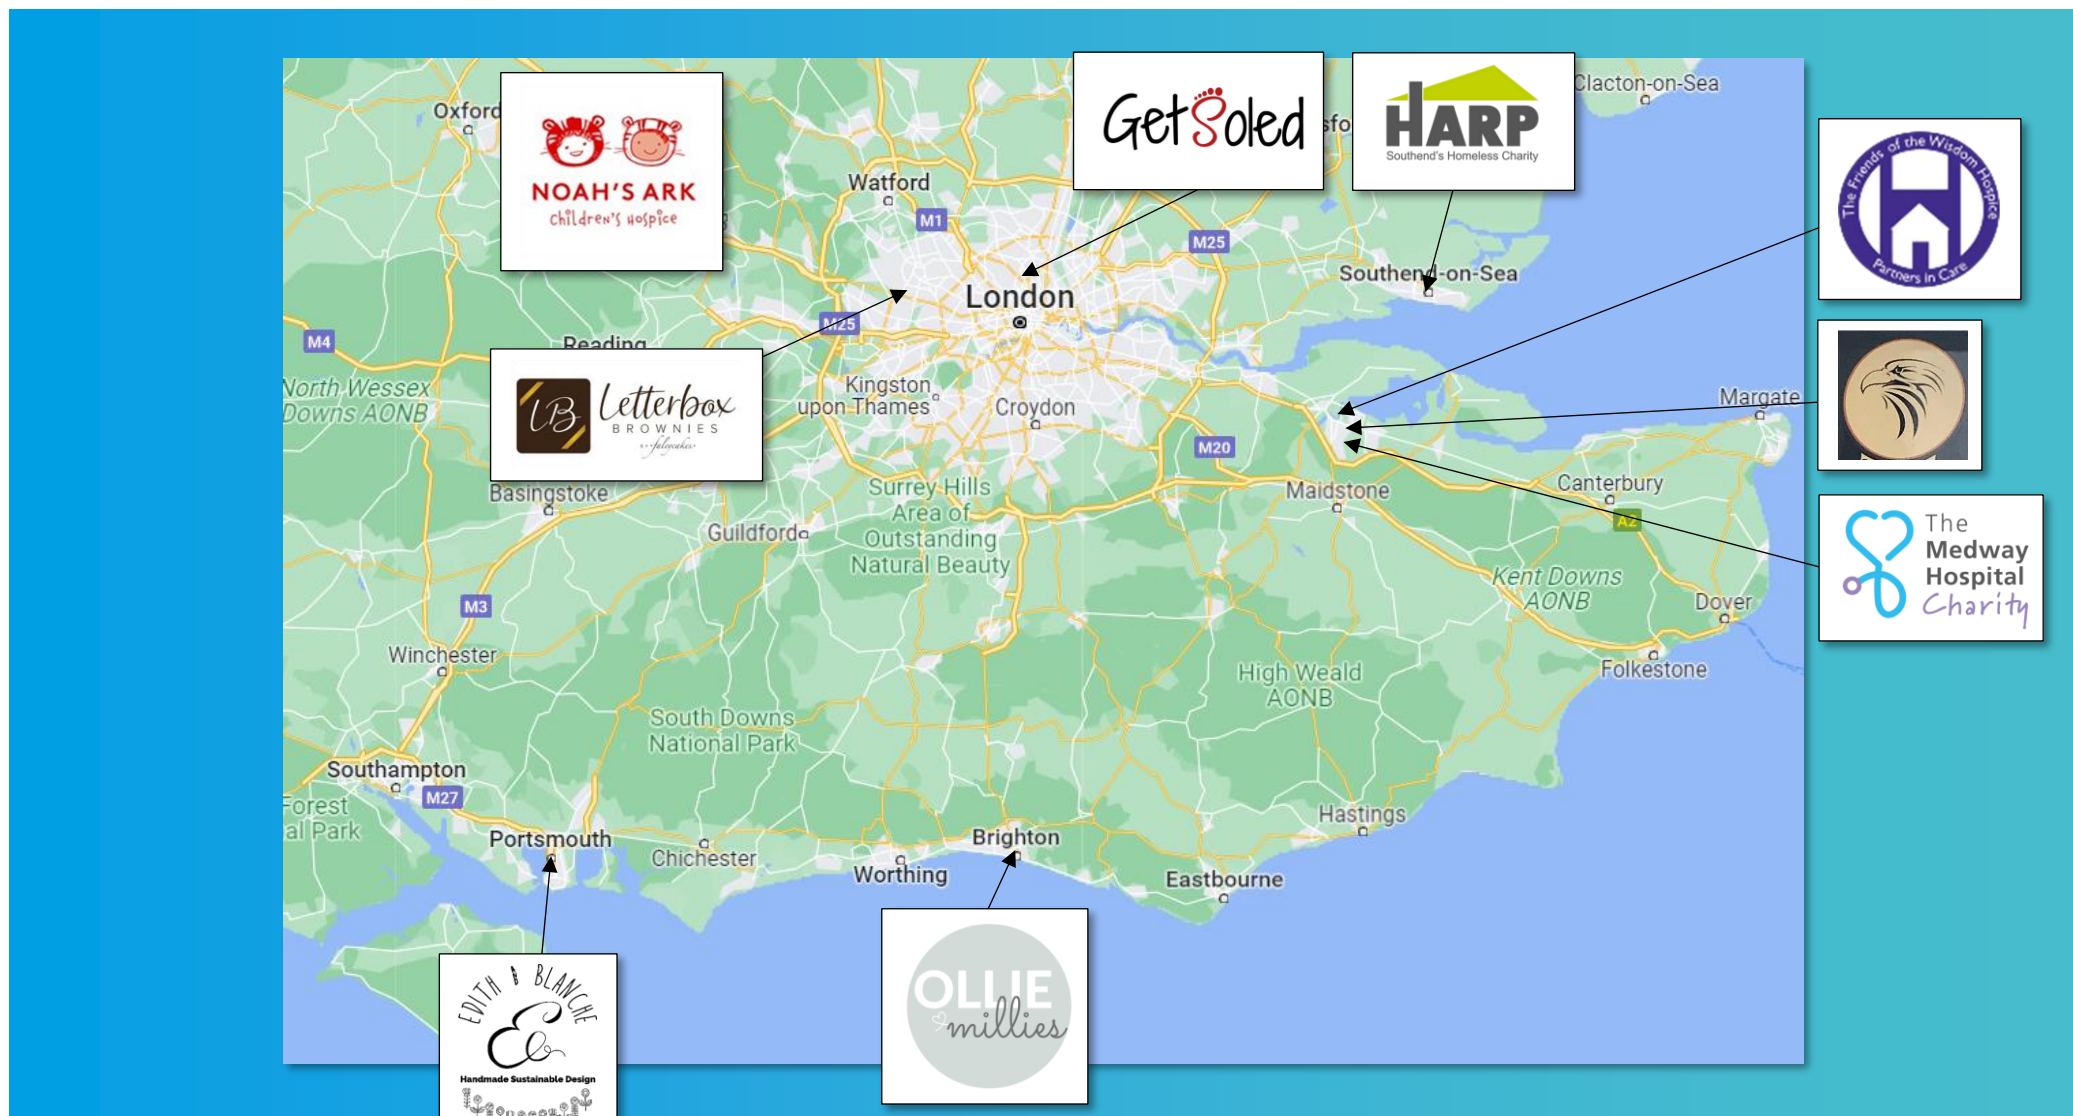 Clacton-on-Sea
Oxford
NOAH'S ARK
Children's Hospice
GetSoled
sfo
HARP
Southend's Homeless Charity
The Friends of the Wisdom Hospice
Partners in Care
Watford
M1
M25
Southend-on-Sea
London
M25
M4
Reading
North Wessex
Downs AONB
LB
Letterbox
BROWNIES
Kingston
upon Thames
Croydon
Margate
M20
Basingstoke
Surrey Hills
Area of
Outstanding
Natural Beauty
Maidstone
Canterbury
A2
Guildford
The
Medway
Hospital
Charity
Kent Downs
AONB
M3
Dover
Winchester
Folkestone
High Weald
AONB
South Downs
National Park
Southampton
M27
Forest
al Park
Hastings
Portsmouth
Chichester
Brighton
Worthing
Eastbourne
EDITH & BLANCHE
Handmade Sustainable Design
OLLIE
millies